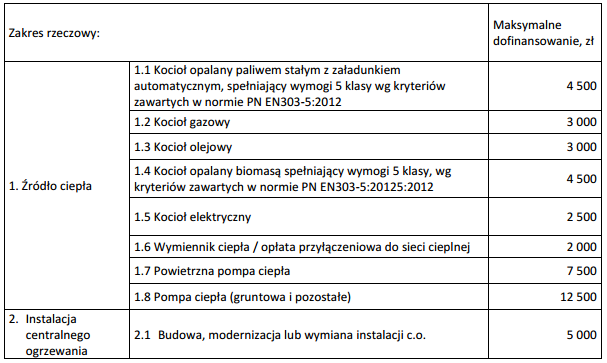 Zakres rzeczowy:
Maksymalne
dofinansowanie, zł
1. Źródło ciepła
1.1 Kocioł opalany paliwem stałym z załadunkiem
automatycznym, spełniający wymogi 5 klasy wg kryteriów
zawartych w normie PN EN303-5:2012
4 500
1.2 Kocioł gazowy
3 000
1.3 Kocioł olejowy
3 000
1.4 Kocioł opalany biomasą spełniający wymogi 5 klasy, wg
kryteriów zawartych w normie PN EN303-5:20125:2012
4 500
1.5 Kocioł elektryczny
2 500
1.6 Wymiennik ciepła / opłata przyłączeniowa do sieci cieplnej
2 000
1.7 Powietrzna pompa ciepła
7 500
1.8 Pompa ciepła (gruntowa i pozostałe)
12 500
2. Instalacja
centralnego
ogrzewania
2.1 Budowa, modernizacja lub wymiana instalacji c.o.
5 000